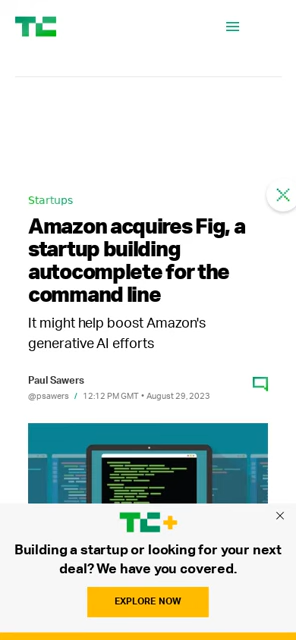 Startups
Amazon acquires Fig, a
startup building
autocomplete for the
command line
It might help boost Amazon's
generative AI efforts
Paul Sawers
@psawers / 12:12 PM GMT • August 29, 2023
TC+
Building a startup or looking for your next
deal? We have you covered.
EXPLORE NOW